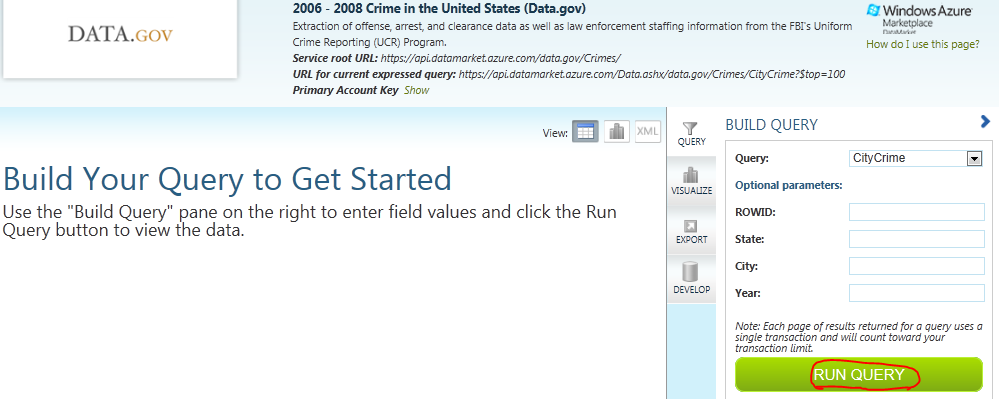 DATA.GOV
2006 - 2008 Crime in the United States (Data.gov)
Extraction of offense, arrest, and clearance data as well as law enforcement staffing information from the FBI's Uniform
Crime Reporting (UCR) Program.
Service root URL: https://api.datamarket.azure.com/data.gov/Crimes/
URL for current expressed query: https://api.datamarket.azure.com/Data.ashx/data.gov/Crimes/CityCrime?$top=100
Primary Account Key Show
Windows Azure
Marketplace
DataMarket
How do I use this page?
View:
XML
Build Your Query to Get Started
Use the "Build Query" pane on the right to enter field values and click the Run
Query button to view the data.
QUERY
VISUALIZE
EXPORT
DEVELOP
BUILD QUERY
Query: CityCrime
Optional parameters:
ROWID:
State:
City:
Year:
Note: Each page of results returned for a query uses a
single transaction and will count toward your
transaction limit.
RUN QUERY